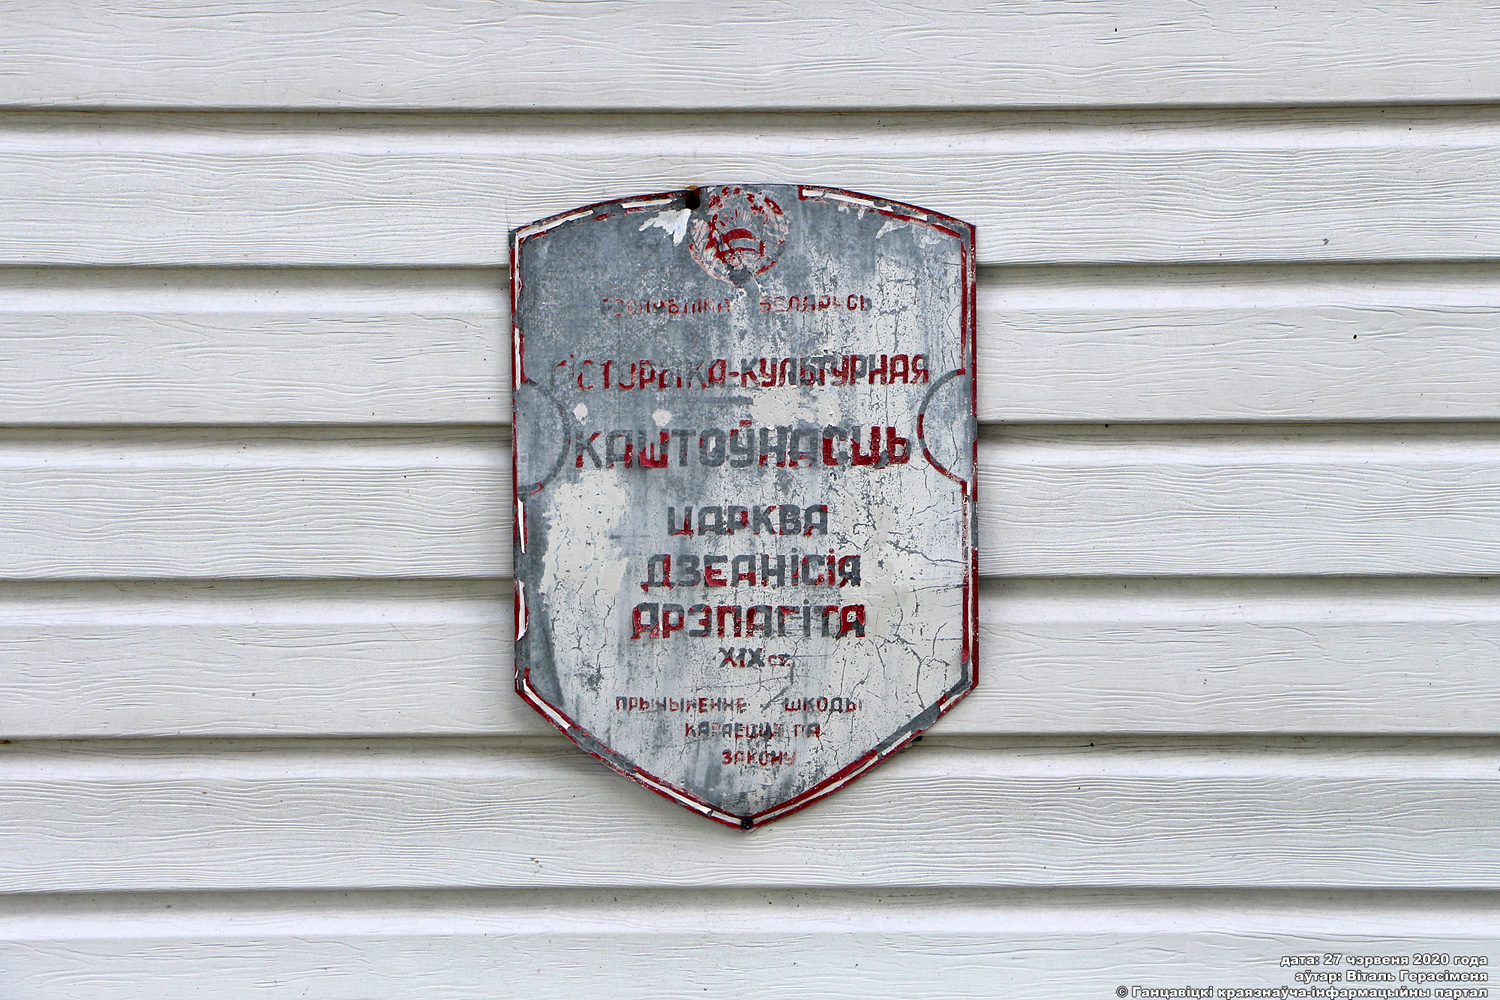 РЭСПУБЛІКА БЕЛАРУСЬ
ГІСТОРЫКА-КУЛЬТУРНАЯ
КАШТОЎНАСЦЬ
ЦАРКВА
ДЗЕАНІСІЯ
АРЭПАГІТА
XIX ст.
ПРЫЧЫНЕННЕ ШКОДЫ
КАРАЕЦЦА ПА
ЗАКОНУ
дата: 27 чэрвеня 2020 года
аўтар: Віталь Герасіменя
© Ганцавіцкі краязнаўча-інфармацыйны партал